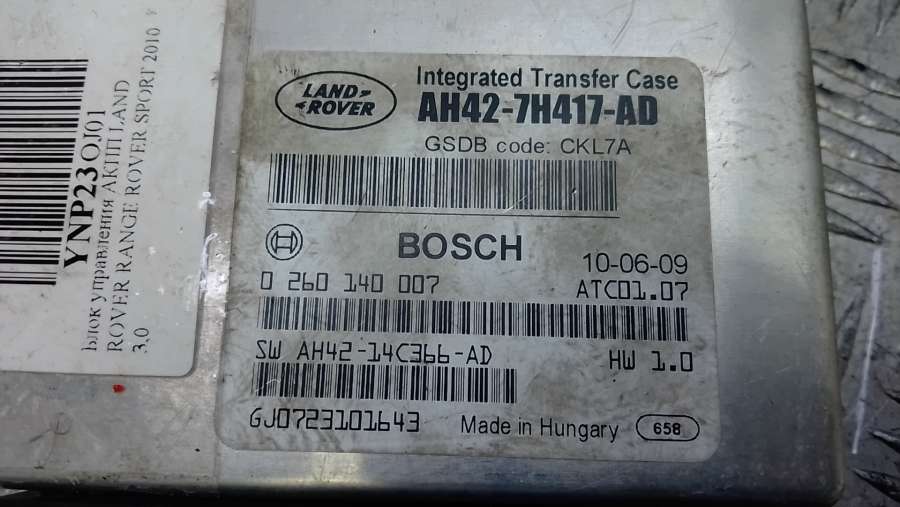 YNP23OJ01
Блок управления АКПП LAND
ROVER RANGE ROVER SPORT 2010 г
3.0
LAND
ROVER
Integrated Transfer Case
AH42-7H417-AD
GSDB code: CKL7A
BOSCH
10-06-09
0 260 140 007
ATC01.07
SW AH42-14C366-AD
HW 1.0
GJ0723101643
Made in Hungary
658